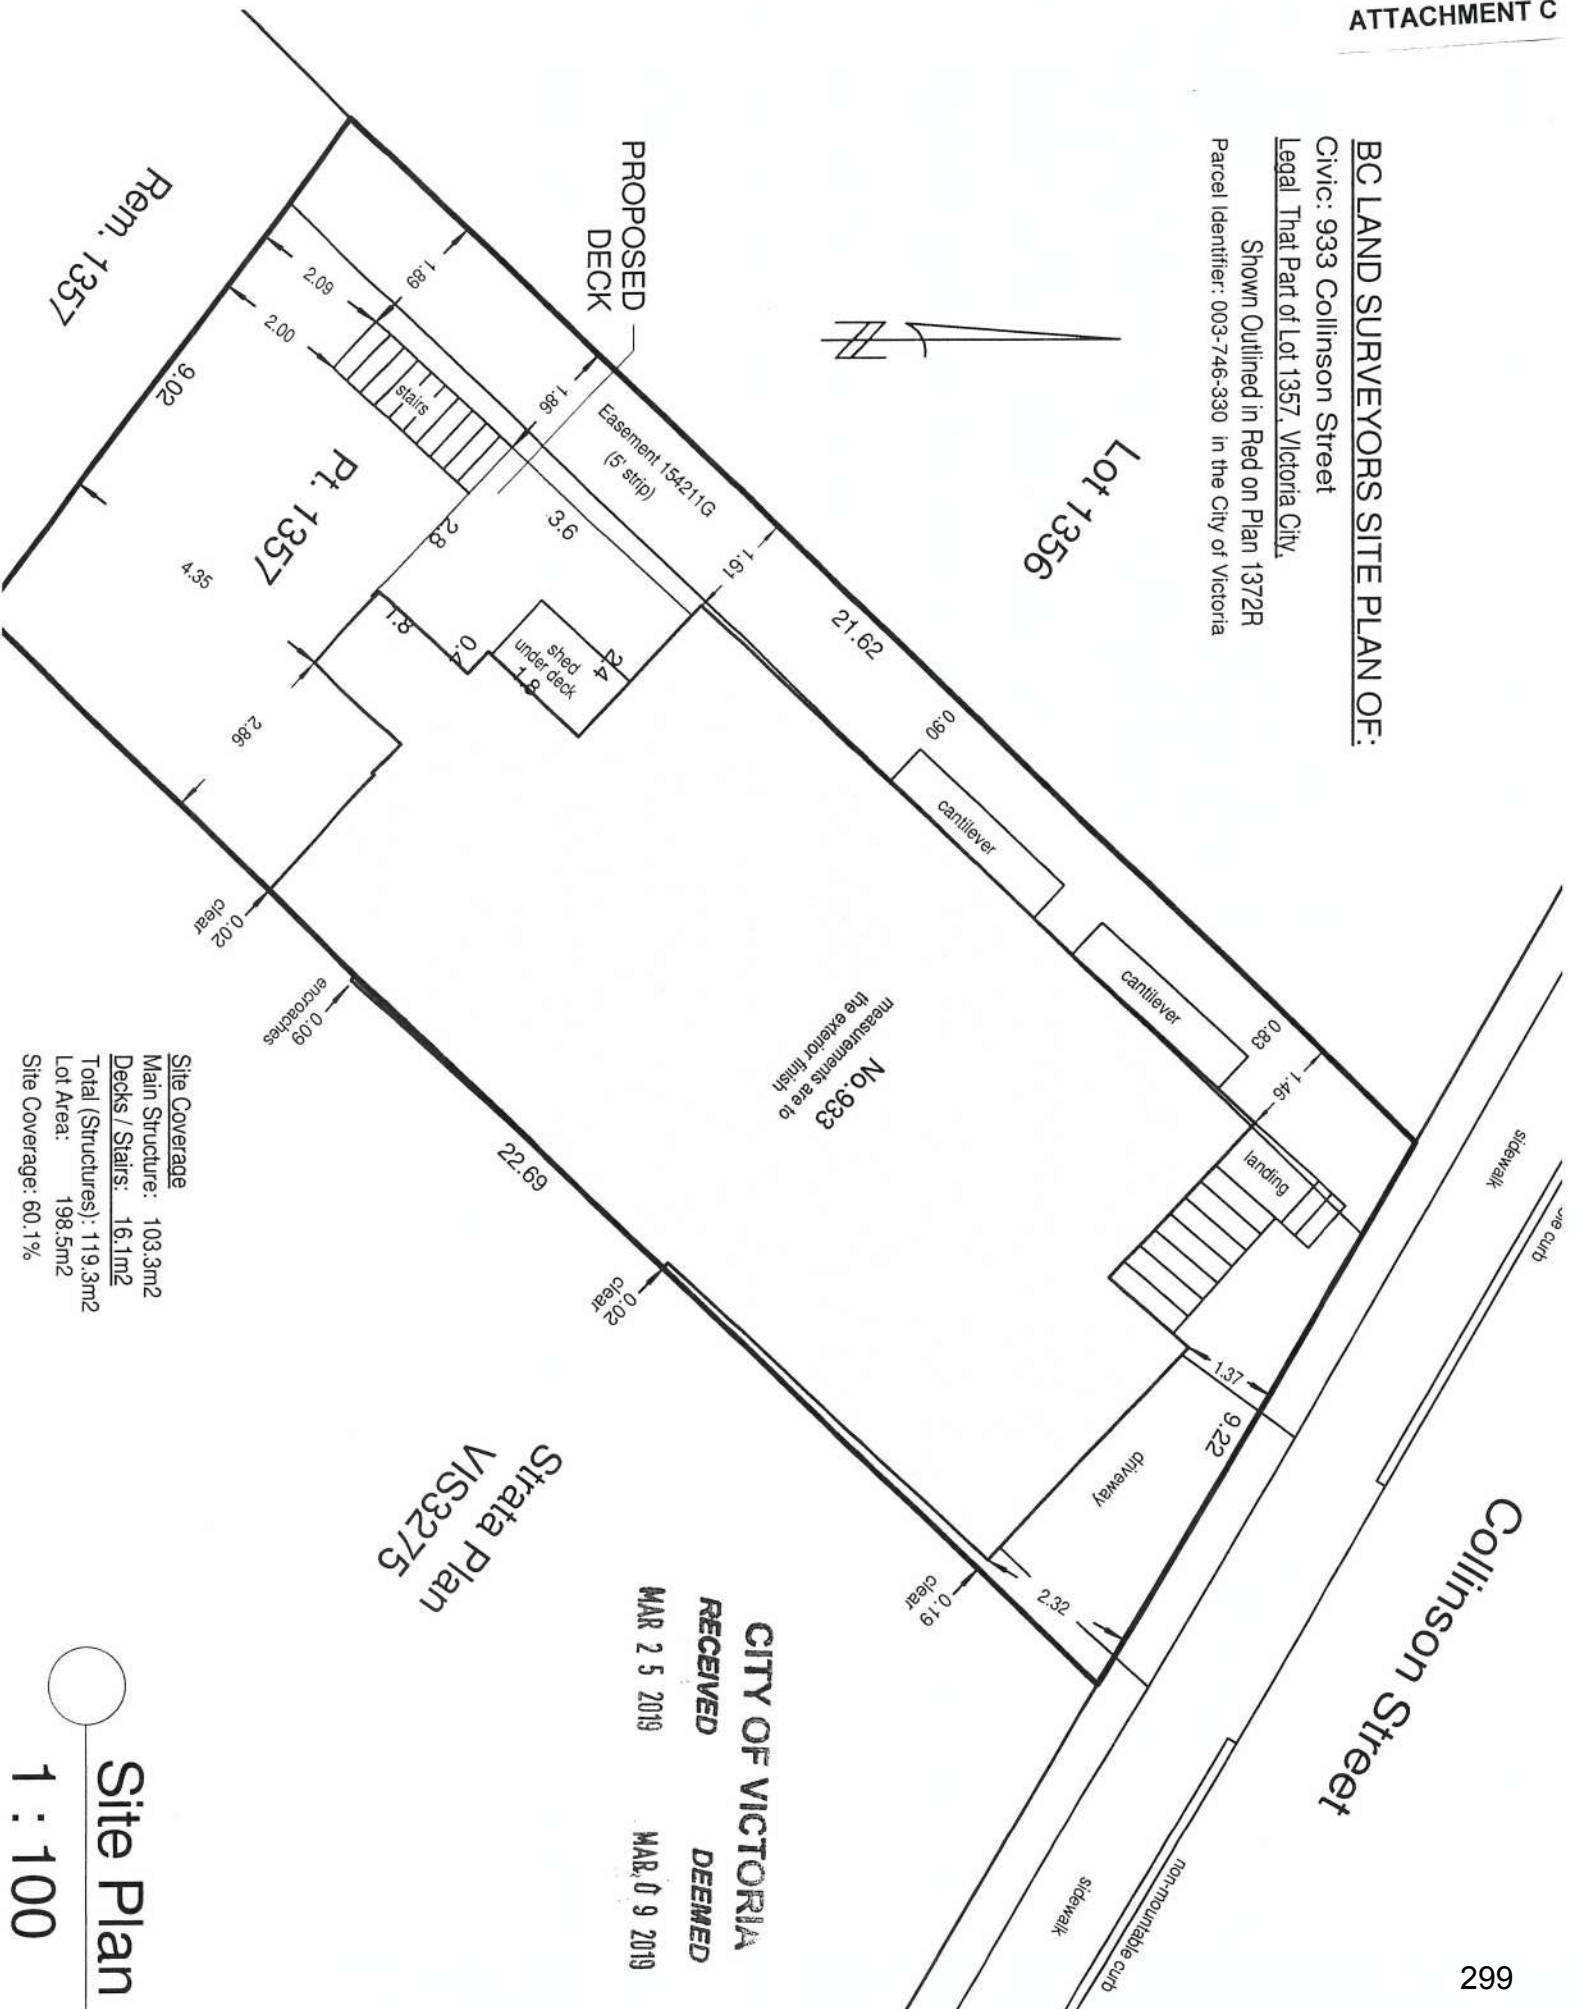 ATTACHMENT C
BC LAND SURVEYORS SITE PLAN OF:
Civic: 933 Collinson Street
Legal That Part of Lot 1357, VIctoria City,
Shown Outlined in Red on Plan 1372R
Parcel Identifier: 003-746-330 in the City of Victoria
Lot 1356
PROPOSED
DECK
Rem. 1357
1.89
2.09
2.00
stairs
9.02
1.86
Easement 154211G
(5' strip)
Pt. 1357
2.8
3.6
1.61
21.62
4.35
1.8
0.4
shed
under deck
2.4
1.8
2.86
0.90
cantilever
cantilever
0.83
1.46
0.02
clear
0.09
encroaches
No.933
measurements are to
the exterior finish
landing
sidewalk
curb
22.69
0.02
clear
1.37
9.22
driveway
Collinson Street
2.32
0.19
clear
sidewalk
non-mountable curb
Strata Plan
VIS3275
Site Coverage
Main Structure: 103.3m2
Decks / Stairs: 16.1m2
Total (Structures): 119.3m2
Lot Area: 198.5m2
Site Coverage: 60.1%
CITY OF VICTORIA
RECEIVED DEEMED
MAR 25 2019 MAR 09 2019
Site Plan
1 : 100
299